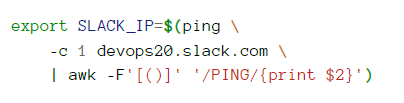 export SLACK_IP=$(ping \
    -c 1 devops20.slack.com \
    | awk -F'[()]' '/PING/{print $2}')